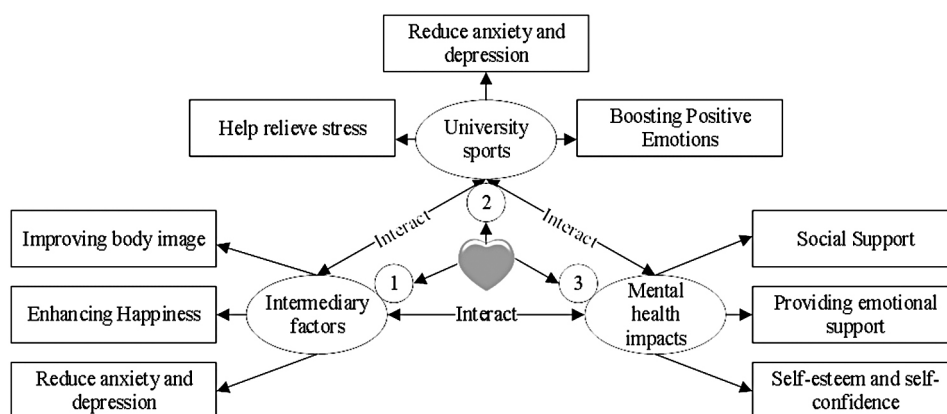 Reduce anxiety and
depression
Help relieve stress
University
sports
Boosting Positive
Emotions
Interact
2
Interact
Improving body image
Social Support
1
3
Enhancing Happiness
Intermediary
factors
Interact
Mental
health
impacts
Providing emotional
support
Reduce anxiety and
depression
Self-esteem and self-
confidence